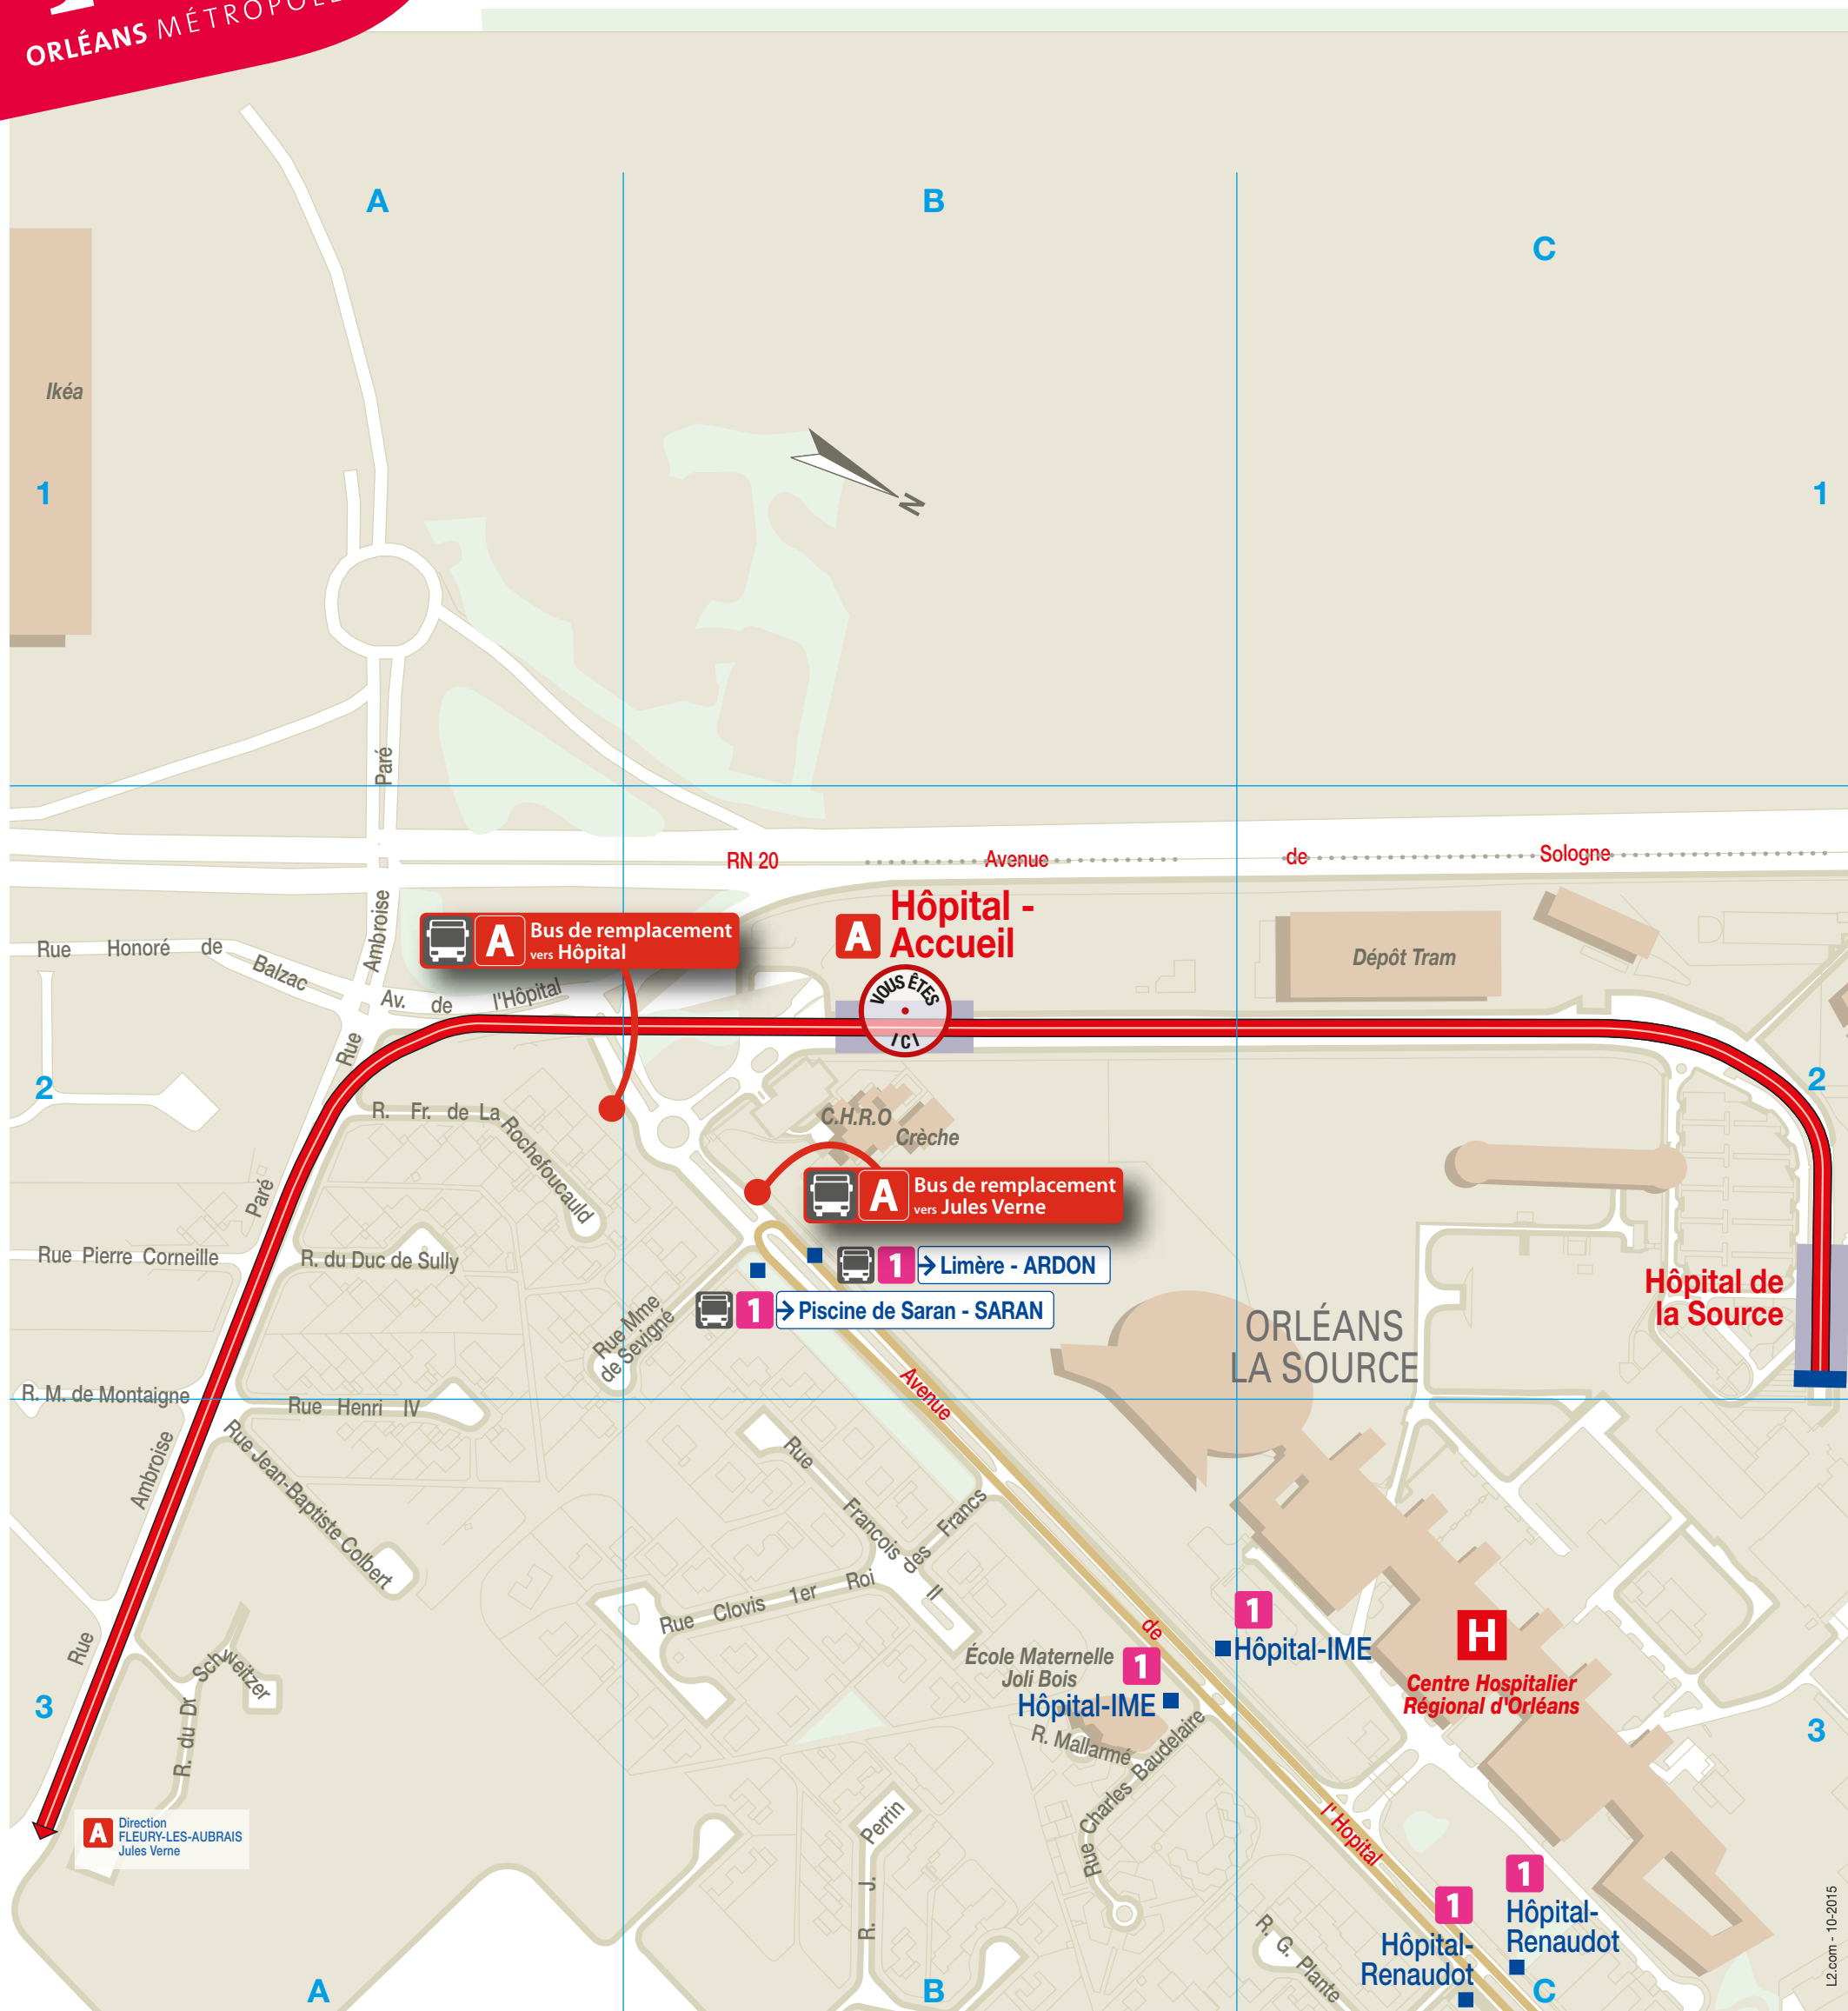 ORLÉANS MÉTROPOLE
A
B
C
Ikéa
1
1
N
Paré
RN 20 Avenue de Sologne
Ambroise
Rue Honoré de Balzac
Av. de l'Hôpital
A Bus de remplacement
vers Hôpital
A Hôpital -
Accueil
VOUS ÊTES
ICI
Dépôt Tram
Rue
2
2
R. Fr. de La Rochefoucauld
C.H.R.O
Crèche
Paré
A Bus de remplacement
vers Jules Verne
Rue Pierre Corneille
R. du Duc de Sully
1 → Limère - ARDON
1 → Piscine de Saran - SARAN
Rue Mme
de Sévigné
Hôpital de
la Source
ORLÉANS
LA SOURCE
R. M. de Montaigne
Rue Henri IV
Avenue
Rue Jean-Baptiste Colbert
Ambroise
Rue François II
des Francs
Rue Clovis 1er Roi
Rue
R. du Dr Schweitzer
École Maternelle
Joli Bois
1
Hôpital-IME
de
1
Hôpital-IME
H
Centre Hospitalier
Régional d'Orléans
3
3
R. Mallarmé
Rue Charles Baudelaire
l'Hopital
A Direction
FLEURY-LES-AUBRAIS
Jules Verne
R. J. Perrin
R. G. Plante
1
Hôpital-
Renaudot
1
Hôpital-
Renaudot
A
B
C
L2.com - 10-2015